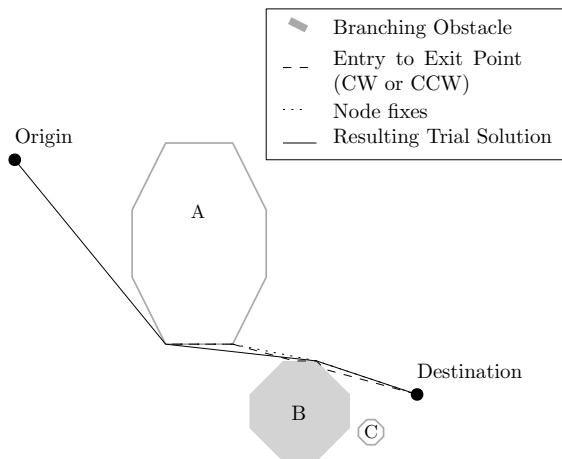 Branching Obstacle
Entry to Exit Point
(CW or CCW)
Node fixes
Resulting Trial Solution
Origin
A
Destination
B
C